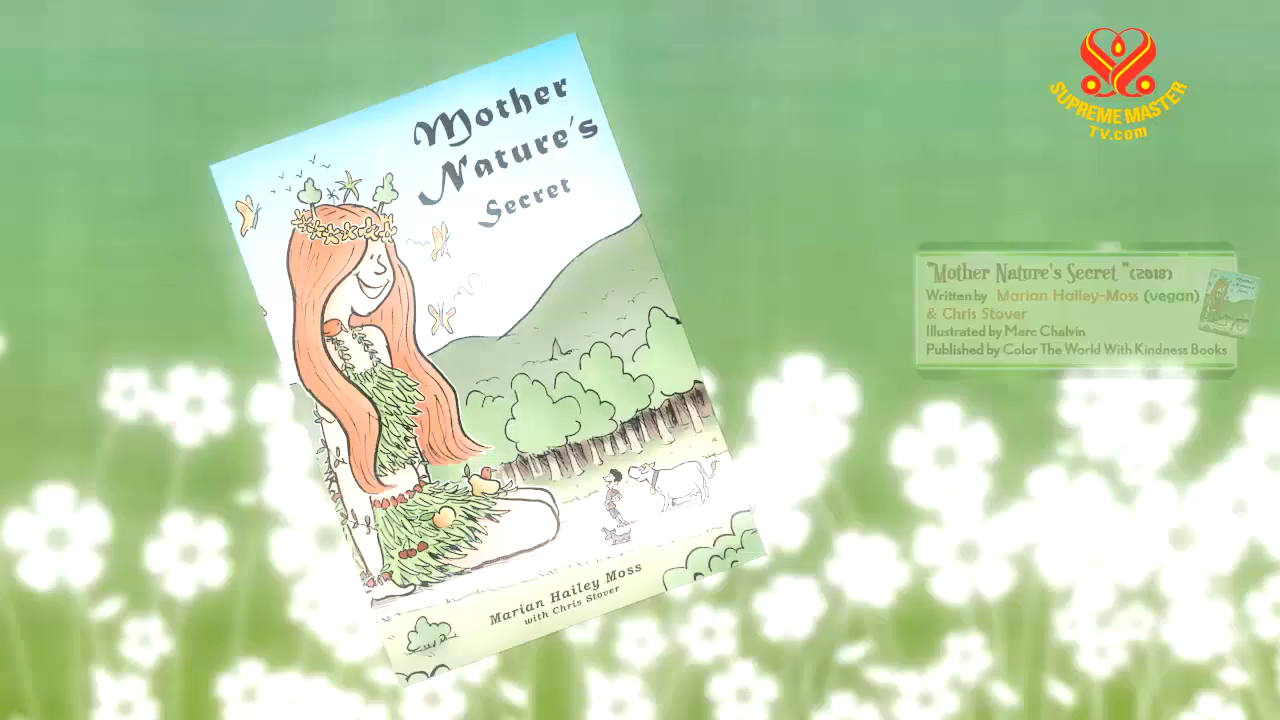 Mother
Nature's
Secret
Marian Hailey Moss
with Chris Stover
SUPREME MASTER
TV.com
"Mother Nature's Secret "(2018)
Written by Marian Hailey-Moss (vegan)
& Chris Stover
Illustrated by Marc Chalvin
Published by Color The World With Kindness Books